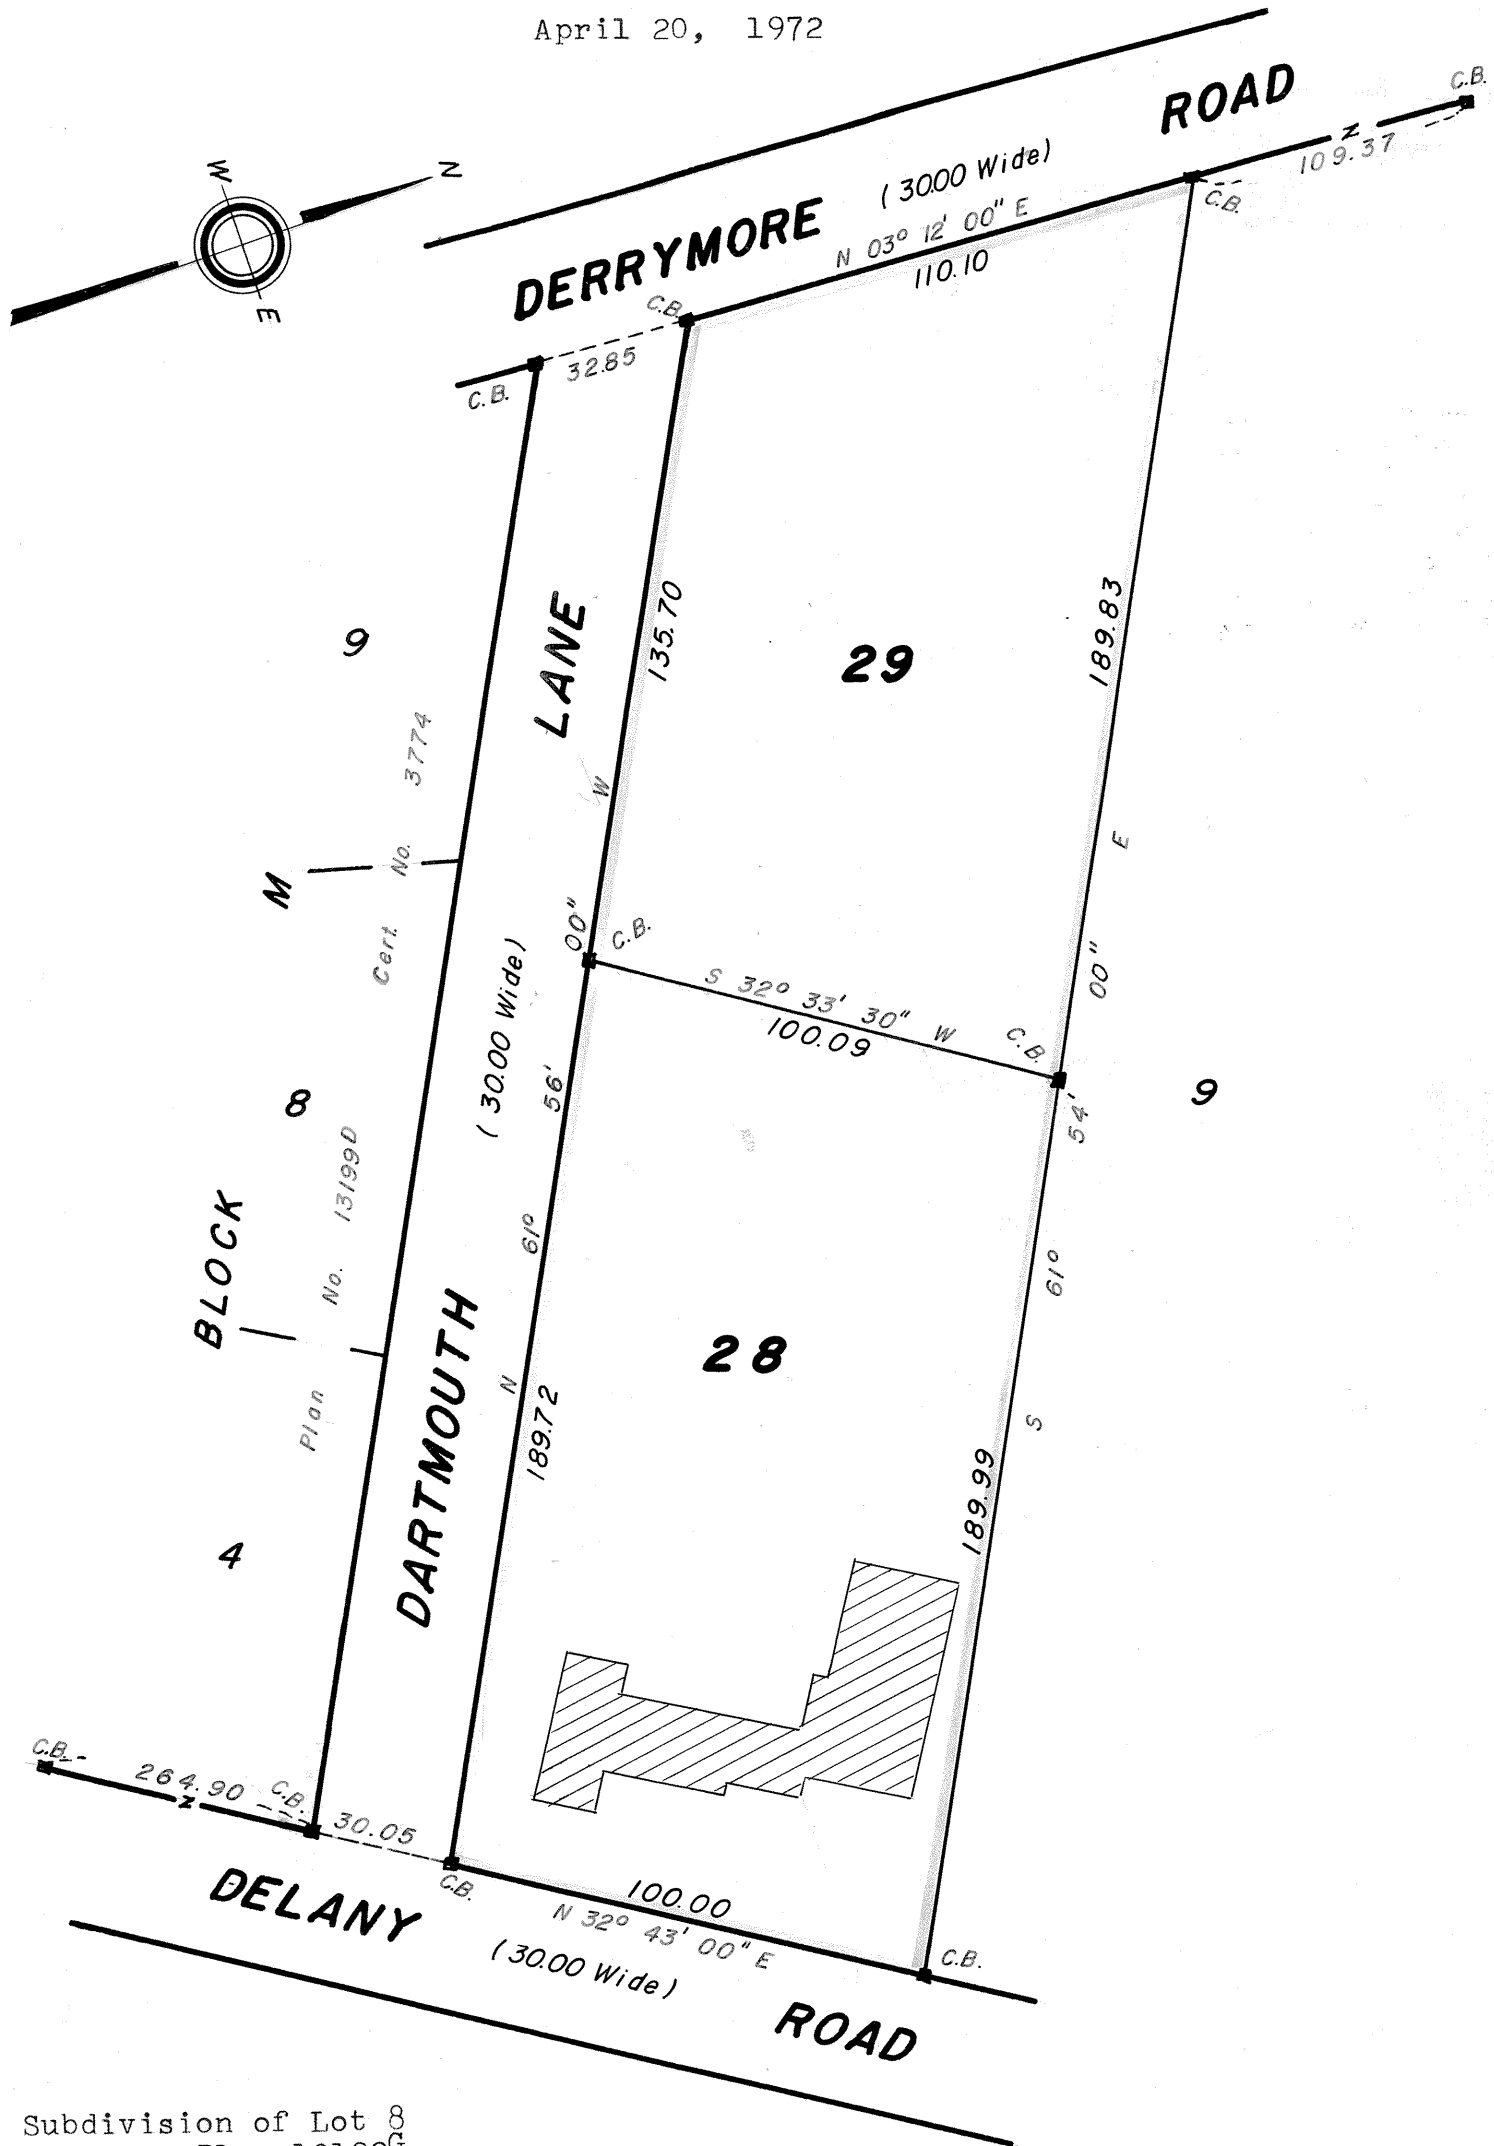 April 20, 1972
DERRYMORE ROAD
(30.00 Wide)
N 03° 12' 00" E
110.10
109.37
C.B.
C.B.
C.B.
C.B.
32.85
W
N
E
135.70
29
189.83
9
LANE
Cert. No. 3774
M
C.B.
S 32° 33' 30" W
100.09
C.B.
N 61° 56' 00" W
S 61° 54' 00" E
(30.00 Wide)
8
9
Plan No. 13199D
BLOCK
28
DARTMOUTH
189.72
189.99
4
C.B.
264.90
C.B.
30.05
C.B.
100.00
N 32° 43' 00" E
C.B.
DELANY ROAD
(30.00 Wide)
Subdivision of Lot 8